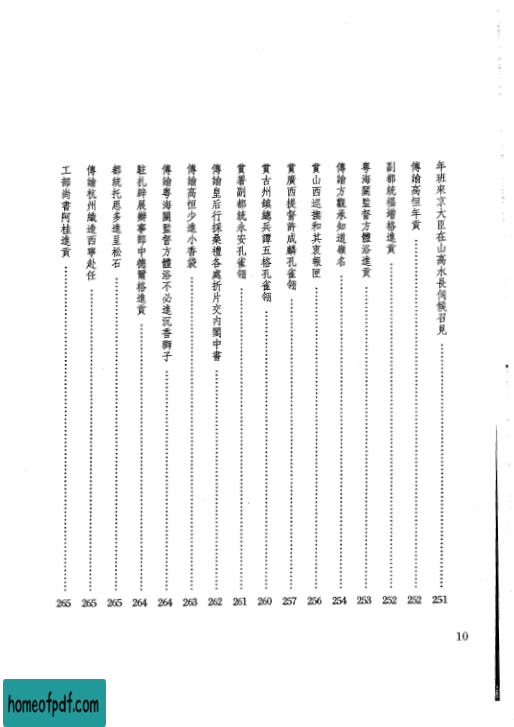 年班來京大臣在山高水長伺候召見 251
傳諭高恒年貢 252
副都統福增格進貢 252
粵海關監督方體浴進貢 253
傳諭方觀承知道嶺名 254
賞山西巡撫和其衷報匣 256
賞廣西提督許成麟孔雀翎 257
賞古州鎮總兵譚五格孔雀翎 260
賞署副都統永安孔雀翎 261
傳諭皇后行採桑禮各處折片交內閣中書 262
傳諭高恒少進小香袋 263
傳諭粵海關監督方體浴不必進沉香獅子 264
駐扎辟展辦事郎中德爾格進貢 264
都統托恩多進呈松石 265
傳諭杭州織造西寧赴任 265
工部尚書阿桂進貢 265
10
homeofpdf.com